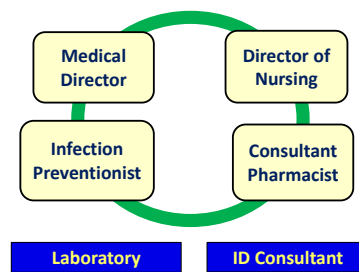 Medical
Director
Director of
Nursing
Infection
Preventionist
Consultant
Pharmacist
Laboratory
ID Consultant